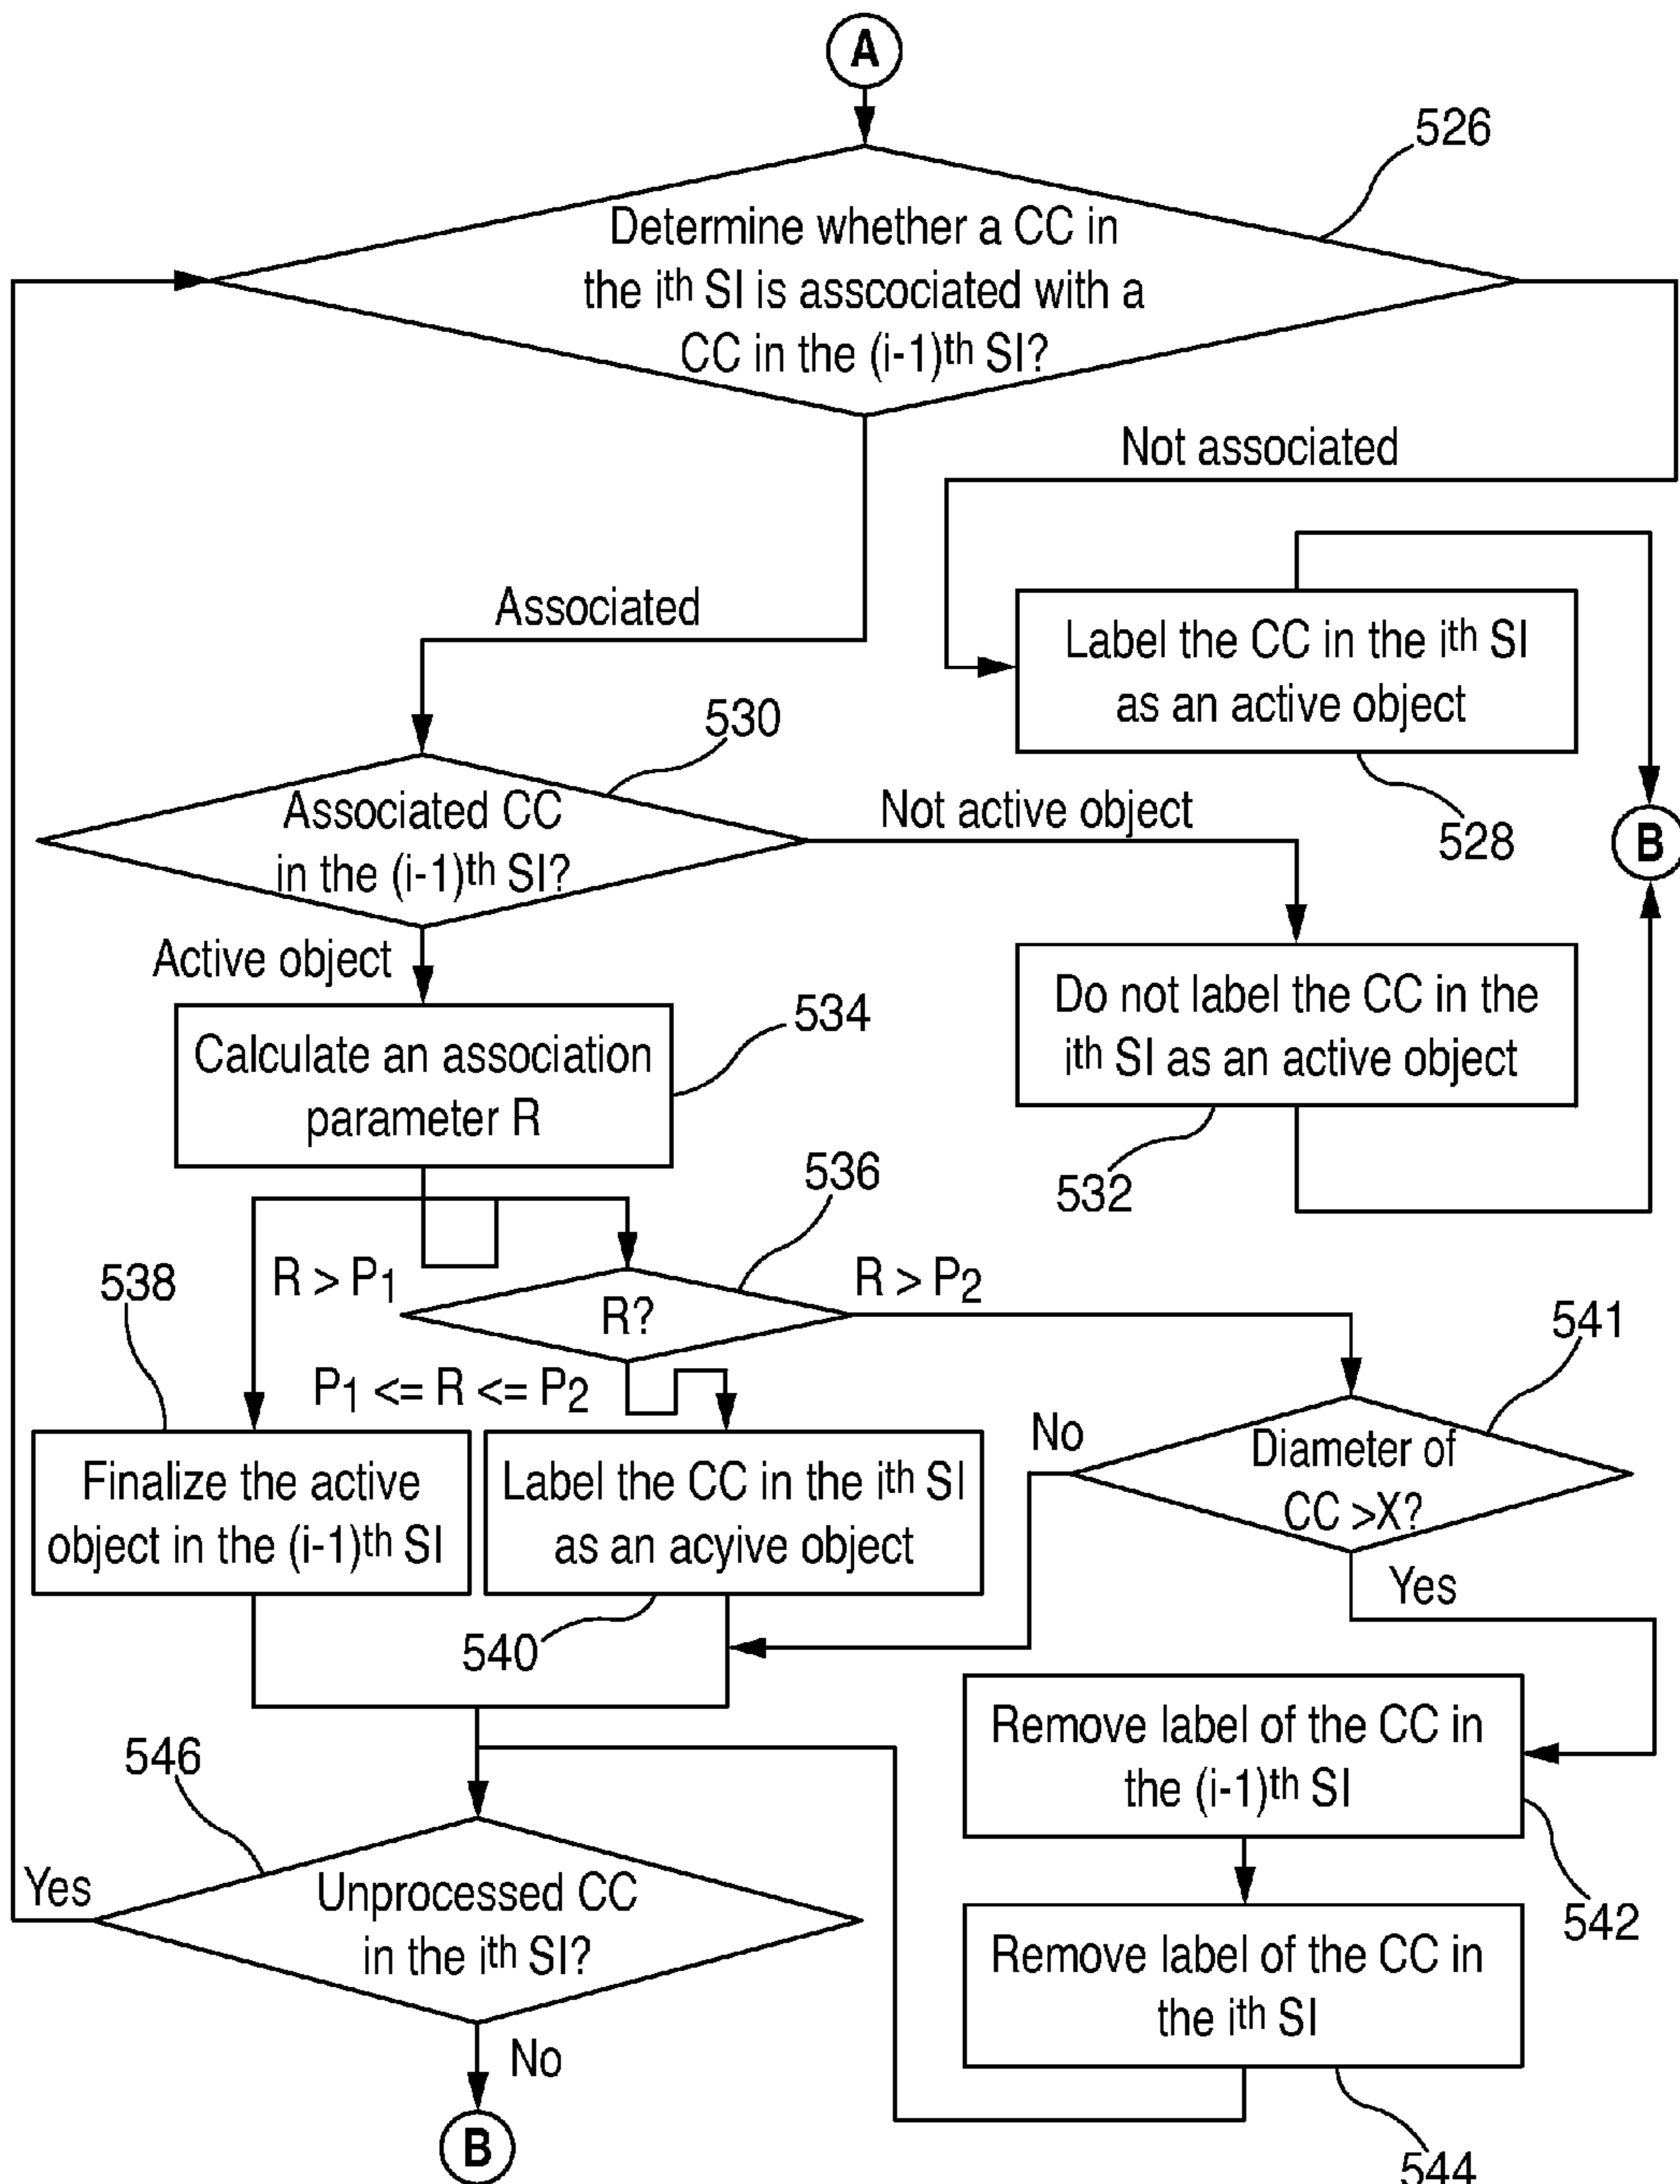 A
526
Determine whether a CC in
the ith SI is asscociated with a
CC in the (i-1)th SI?
Not associated
Associated
Label the CC in the ith SI
as an active object
528
B
530
Associated CC
in the (i-1)th SI?
Not active object
Active object
Do not label the CC in the
ith SI as an active object
532
534
Calculate an association
parameter R
536
R > P1
R?
R > P2
538
P1 <= R <= P2
541
Finalize the active
object in the (i-1)th SI
Label the CC in the ith SI
as an acyive object
540
No
Diameter of
CC >X?
Yes
Remove label of the CC in
the (i-1)th SI
542
546
Yes
Unprocessed CC
in the ith SI?
Remove label of the CC in
the ith SI
544
No
B